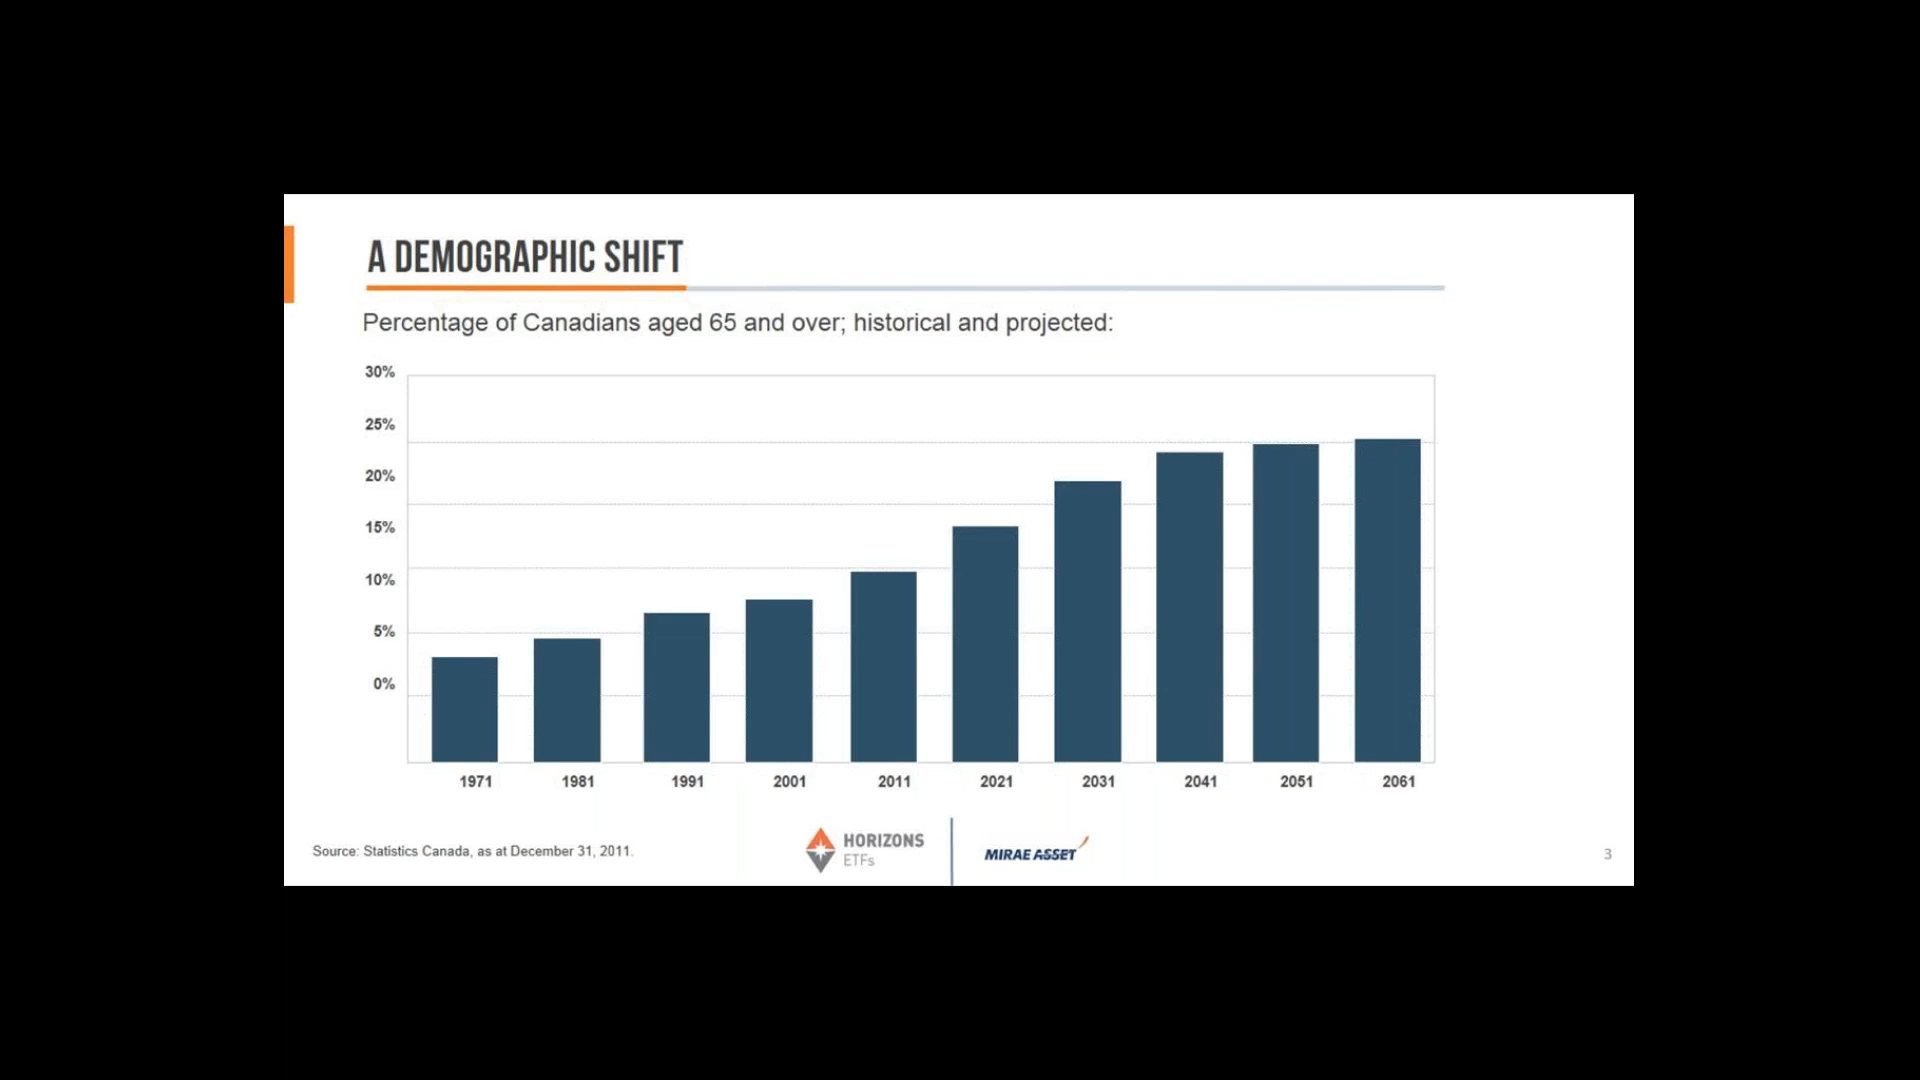 A DEMOGRAPHIC SHIFT
Percentage of Canadians aged 65 and over; historical and projected:
30%
25%
20%
15%
10%
5%
0%
1971 1981 1991 2001 2011 2021 2031 2041 2051 2061
Source: Statistics Canada, as at December 31, 2011.
HORIZONS
ETFs
MIRAE ASSET
3